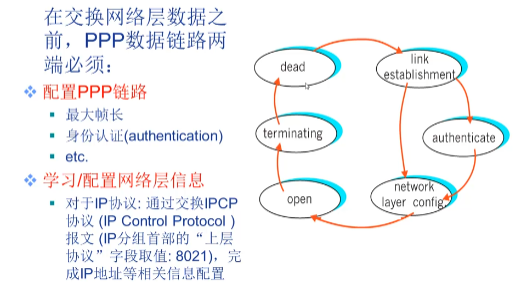 在交换网络层数据之
前，PPP数据链路两
端必须：
配置PPP链路
最大帧长
身份认证(authentication)
etc.
学习/配置网络层信息
对于IP协议: 通过交换IPCP
协议 (IP Control Protocol )
报文 (IP分组首部的“上层
协议”字段取值: 8021)，完
成IP地址等相关信息配置
dead
link
establishment
terminating
authenticate
open
network
layer config